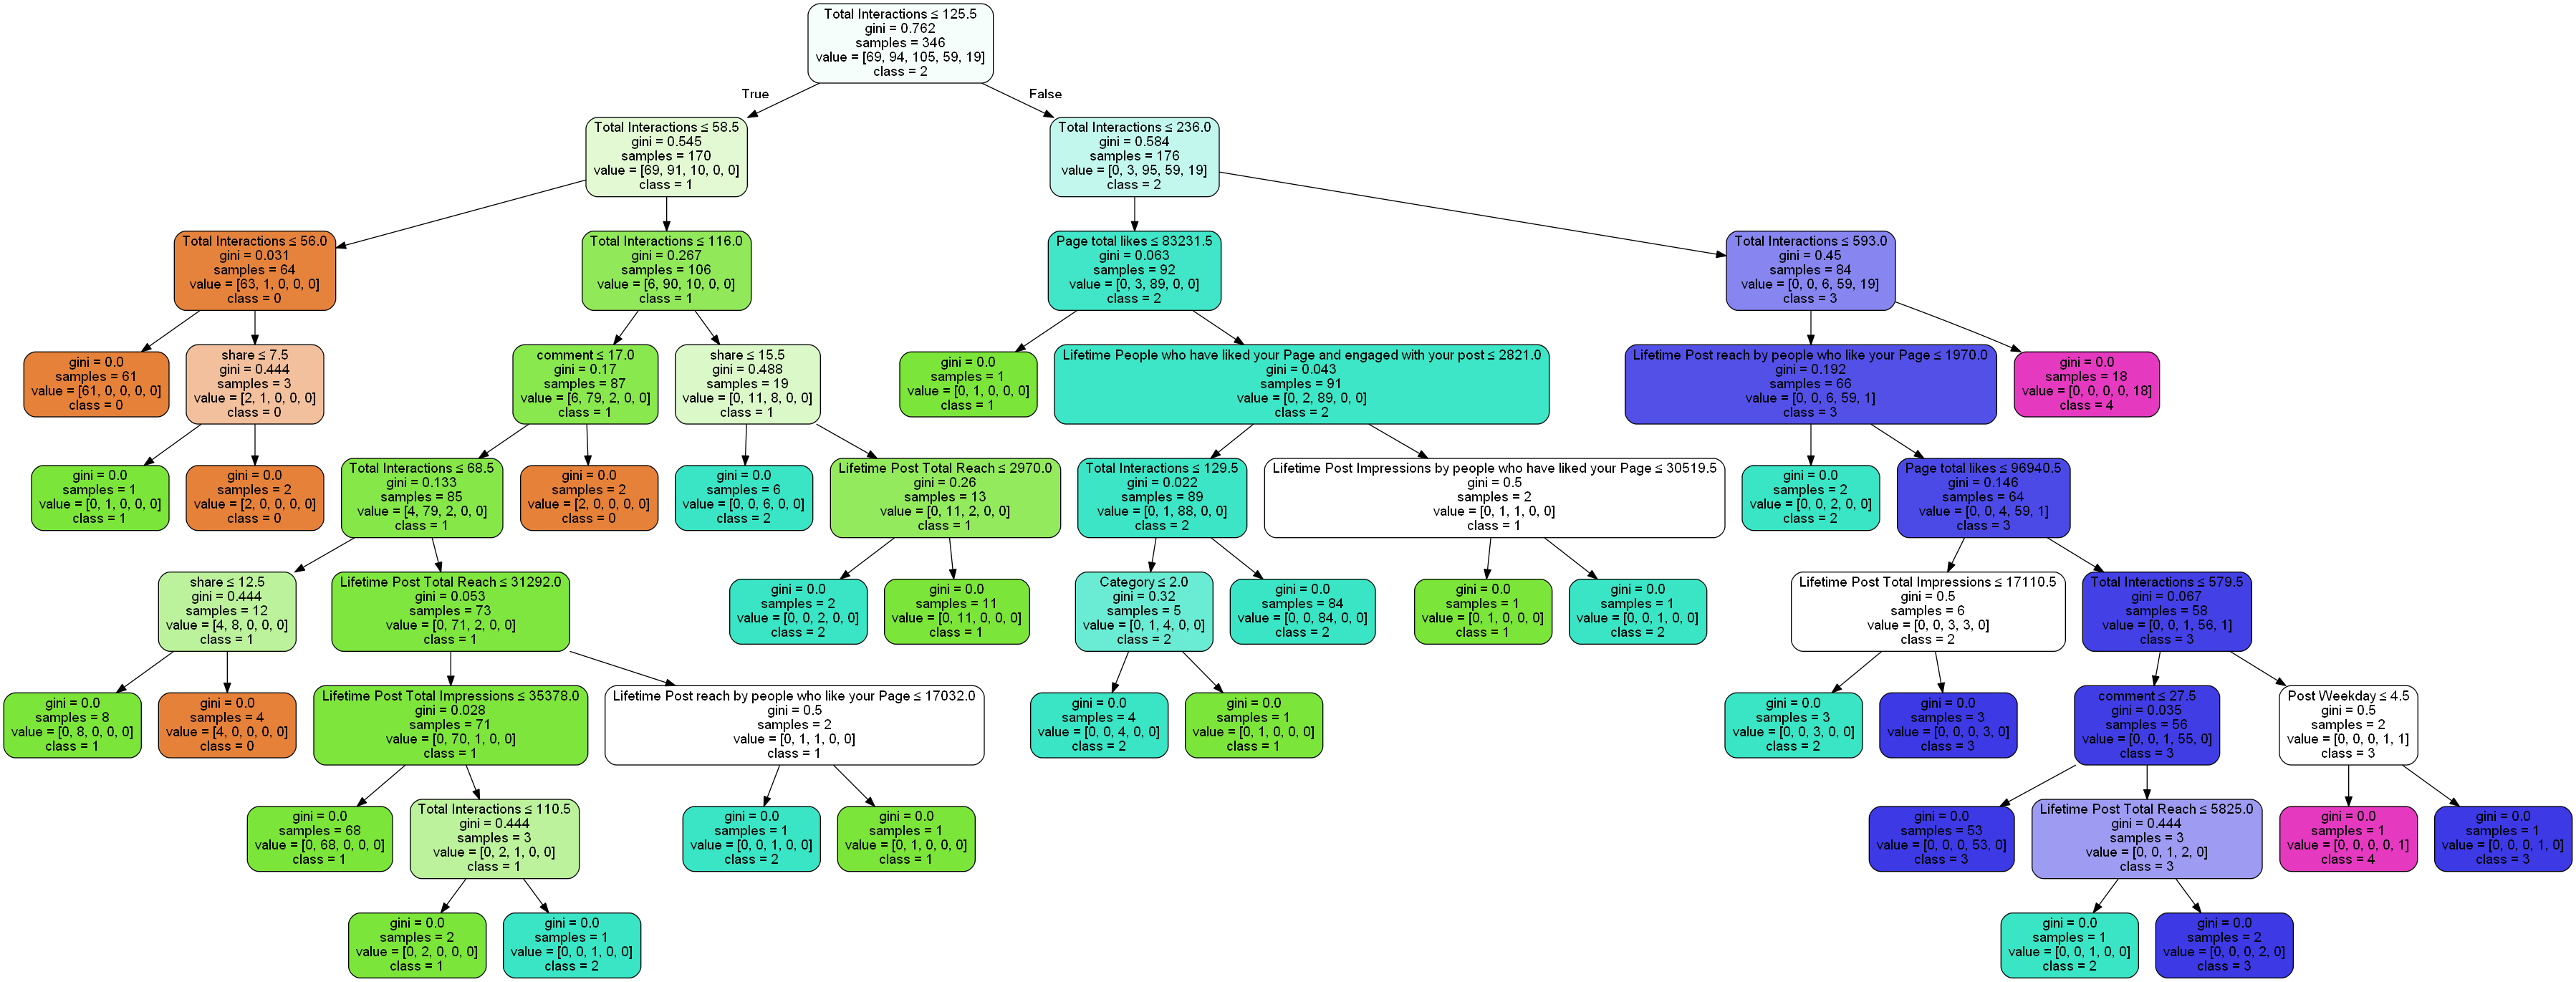 Total Interactions ≤ 125.5
gini = 0.762
samples = 346
value = [69, 94, 105, 59, 19]
class = 2
True
False
Total Interactions ≤ 58.5
gini = 0.545
samples = 170
value = [69, 91, 10, 0, 0]
class = 1
Total Interactions ≤ 236.0
gini = 0.584
samples = 176
value = [0, 3, 95, 59, 19]
class = 2
Total Interactions ≤ 56.0
gini = 0.031
samples = 64
value = [63, 1, 0, 0, 0]
class = 0
Total Interactions ≤ 116.0
gini = 0.267
samples = 106
value = [6, 90, 10, 0, 0]
class = 1
Page total likes ≤ 83231.5
gini = 0.063
samples = 92
value = [0, 3, 89, 0, 0]
class = 2
Total Interactions ≤ 593.0
gini = 0.45
samples = 84
value = [0, 0, 6, 59, 19]
class = 3
gini = 0.0
samples = 61
value = [61, 0, 0, 0, 0]
class = 0
share ≤ 7.5
gini = 0.444
samples = 3
value = [2, 1, 0, 0, 0]
class = 0
comment ≤ 17.0
gini = 0.17
samples = 87
value = [6, 79, 2, 0, 0]
class = 1
share ≤ 15.5
gini = 0.488
samples = 19
value = [0, 11, 8, 0, 0]
class = 1
gini = 0.0
samples = 1
value = [0, 1, 0, 0, 0]
class = 1
Lifetime People who have liked your Page and engaged with your post ≤ 2821.0
gini = 0.043
samples = 91
value = [0, 2, 89, 0, 0]
class = 2
Lifetime Post reach by people who like your Page ≤ 1970.0
gini = 0.192
samples = 66
value = [0, 0, 6, 59, 1]
class = 3
gini = 0.0
samples = 18
value = [0, 0, 0, 0, 18]
class = 4
gini = 0.0
samples = 1
value = [0, 1, 0, 0, 0]
class = 1
gini = 0.0
samples = 2
value = [2, 0, 0, 0, 0]
class = 0
Total Interactions ≤ 68.5
gini = 0.133
samples = 85
value = [4, 79, 2, 0, 0]
class = 1
gini = 0.0
samples = 2
value = [2, 0, 0, 0, 0]
class = 0
gini = 0.0
samples = 6
value = [0, 0, 6, 0, 0]
class = 2
Lifetime Post Total Reach ≤ 2970.0
gini = 0.26
samples = 13
value = [0, 11, 2, 0, 0]
class = 1
Total Interactions ≤ 129.5
gini = 0.022
samples = 89
value = [0, 1, 88, 0, 0]
class = 2
Lifetime Post Impressions by people who have liked your Page ≤ 30519.5
gini = 0.5
samples = 2
value = [0, 1, 1, 0, 0]
class = 1
gini = 0.0
samples = 2
value = [0, 0, 2, 0, 0]
class = 2
Page total likes ≤ 96940.5
gini = 0.146
samples = 64
value = [0, 0, 4, 59, 1]
class = 3
share ≤ 12.5
gini = 0.444
samples = 12
value = [4, 8, 0, 0, 0]
class = 1
Lifetime Post Total Reach ≤ 31292.0
gini = 0.053
samples = 73
value = [0, 71, 2, 0, 0]
class = 1
gini = 0.0
samples = 2
value = [0, 0, 2, 0, 0]
class = 2
gini = 0.0
samples = 11
value = [0, 11, 0, 0, 0]
class = 1
Category ≤ 2.0
gini = 0.32
samples = 5
value = [0, 1, 4, 0, 0]
class = 2
gini = 0.0
samples = 84
value = [0, 0, 84, 0, 0]
class = 2
gini = 0.0
samples = 1
value = [0, 1, 0, 0, 0]
class = 1
gini = 0.0
samples = 1
value = [0, 0, 1, 0, 0]
class = 2
Lifetime Post Total Impressions ≤ 17110.5
gini = 0.5
samples = 6
value = [0, 0, 3, 3, 0]
class = 2
Total Interactions ≤ 579.5
gini = 0.067
samples = 58
value = [0, 0, 1, 56, 1]
class = 3
gini = 0.0
samples = 8
value = [0, 8, 0, 0, 0]
class = 1
gini = 0.0
samples = 4
value = [4, 0, 0, 0, 0]
class = 0
Lifetime Post Total Impressions ≤ 35378.0
gini = 0.028
samples = 71
value = [0, 70, 1, 0, 0]
class = 1
Lifetime Post reach by people who like your Page ≤ 17032.0
gini = 0.5
samples = 2
value = [0, 1, 1, 0, 0]
class = 1
gini = 0.0
samples = 4
value = [0, 0, 4, 0, 0]
class = 2
gini = 0.0
samples = 1
value = [0, 1, 0, 0, 0]
class = 1
gini = 0.0
samples = 3
value = [0, 0, 3, 0, 0]
class = 2
gini = 0.0
samples = 3
value = [0, 0, 0, 3, 0]
class = 3
comment ≤ 27.5
gini = 0.035
samples = 56
value = [0, 0, 1, 55, 0]
class = 3
Post Weekday ≤ 4.5
gini = 0.5
samples = 2
value = [0, 0, 0, 1, 1]
class = 3
gini = 0.0
samples = 68
value = [0, 68, 0, 0, 0]
class = 1
Total Interactions ≤ 110.5
gini = 0.444
samples = 3
value = [0, 2, 1, 0, 0]
class = 1
gini = 0.0
samples = 1
value = [0, 0, 1, 0, 0]
class = 2
gini = 0.0
samples = 1
value = [0, 1, 0, 0, 0]
class = 1
gini = 0.0
samples = 53
value = [0, 0, 0, 53, 0]
class = 3
Lifetime Post Total Reach ≤ 5825.0
gini = 0.444
samples = 3
value = [0, 0, 1, 2, 0]
class = 3
gini = 0.0
samples = 1
value = [0, 0, 0, 0, 1]
class = 4
gini = 0.0
samples = 1
value = [0, 0, 0, 1, 0]
class = 3
gini = 0.0
samples = 2
value = [0, 2, 0, 0, 0]
class = 1
gini = 0.0
samples = 1
value = [0, 0, 1, 0, 0]
class = 2
gini = 0.0
samples = 1
value = [0, 0, 1, 0, 0]
class = 2
gini = 0.0
samples = 2
value = [0, 0, 0, 2, 0]
class = 3